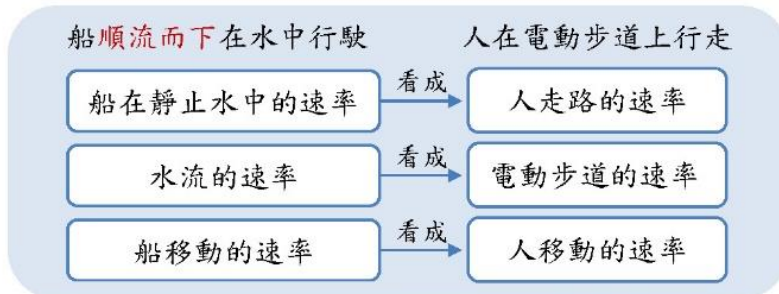 船順流而下在水中行駛
人在電動步道上行走
船在靜止水中的速率
看成
人走路的速率
水流的速率
看成
電動步道的速率
船移動的速率
看成
人移動的速率